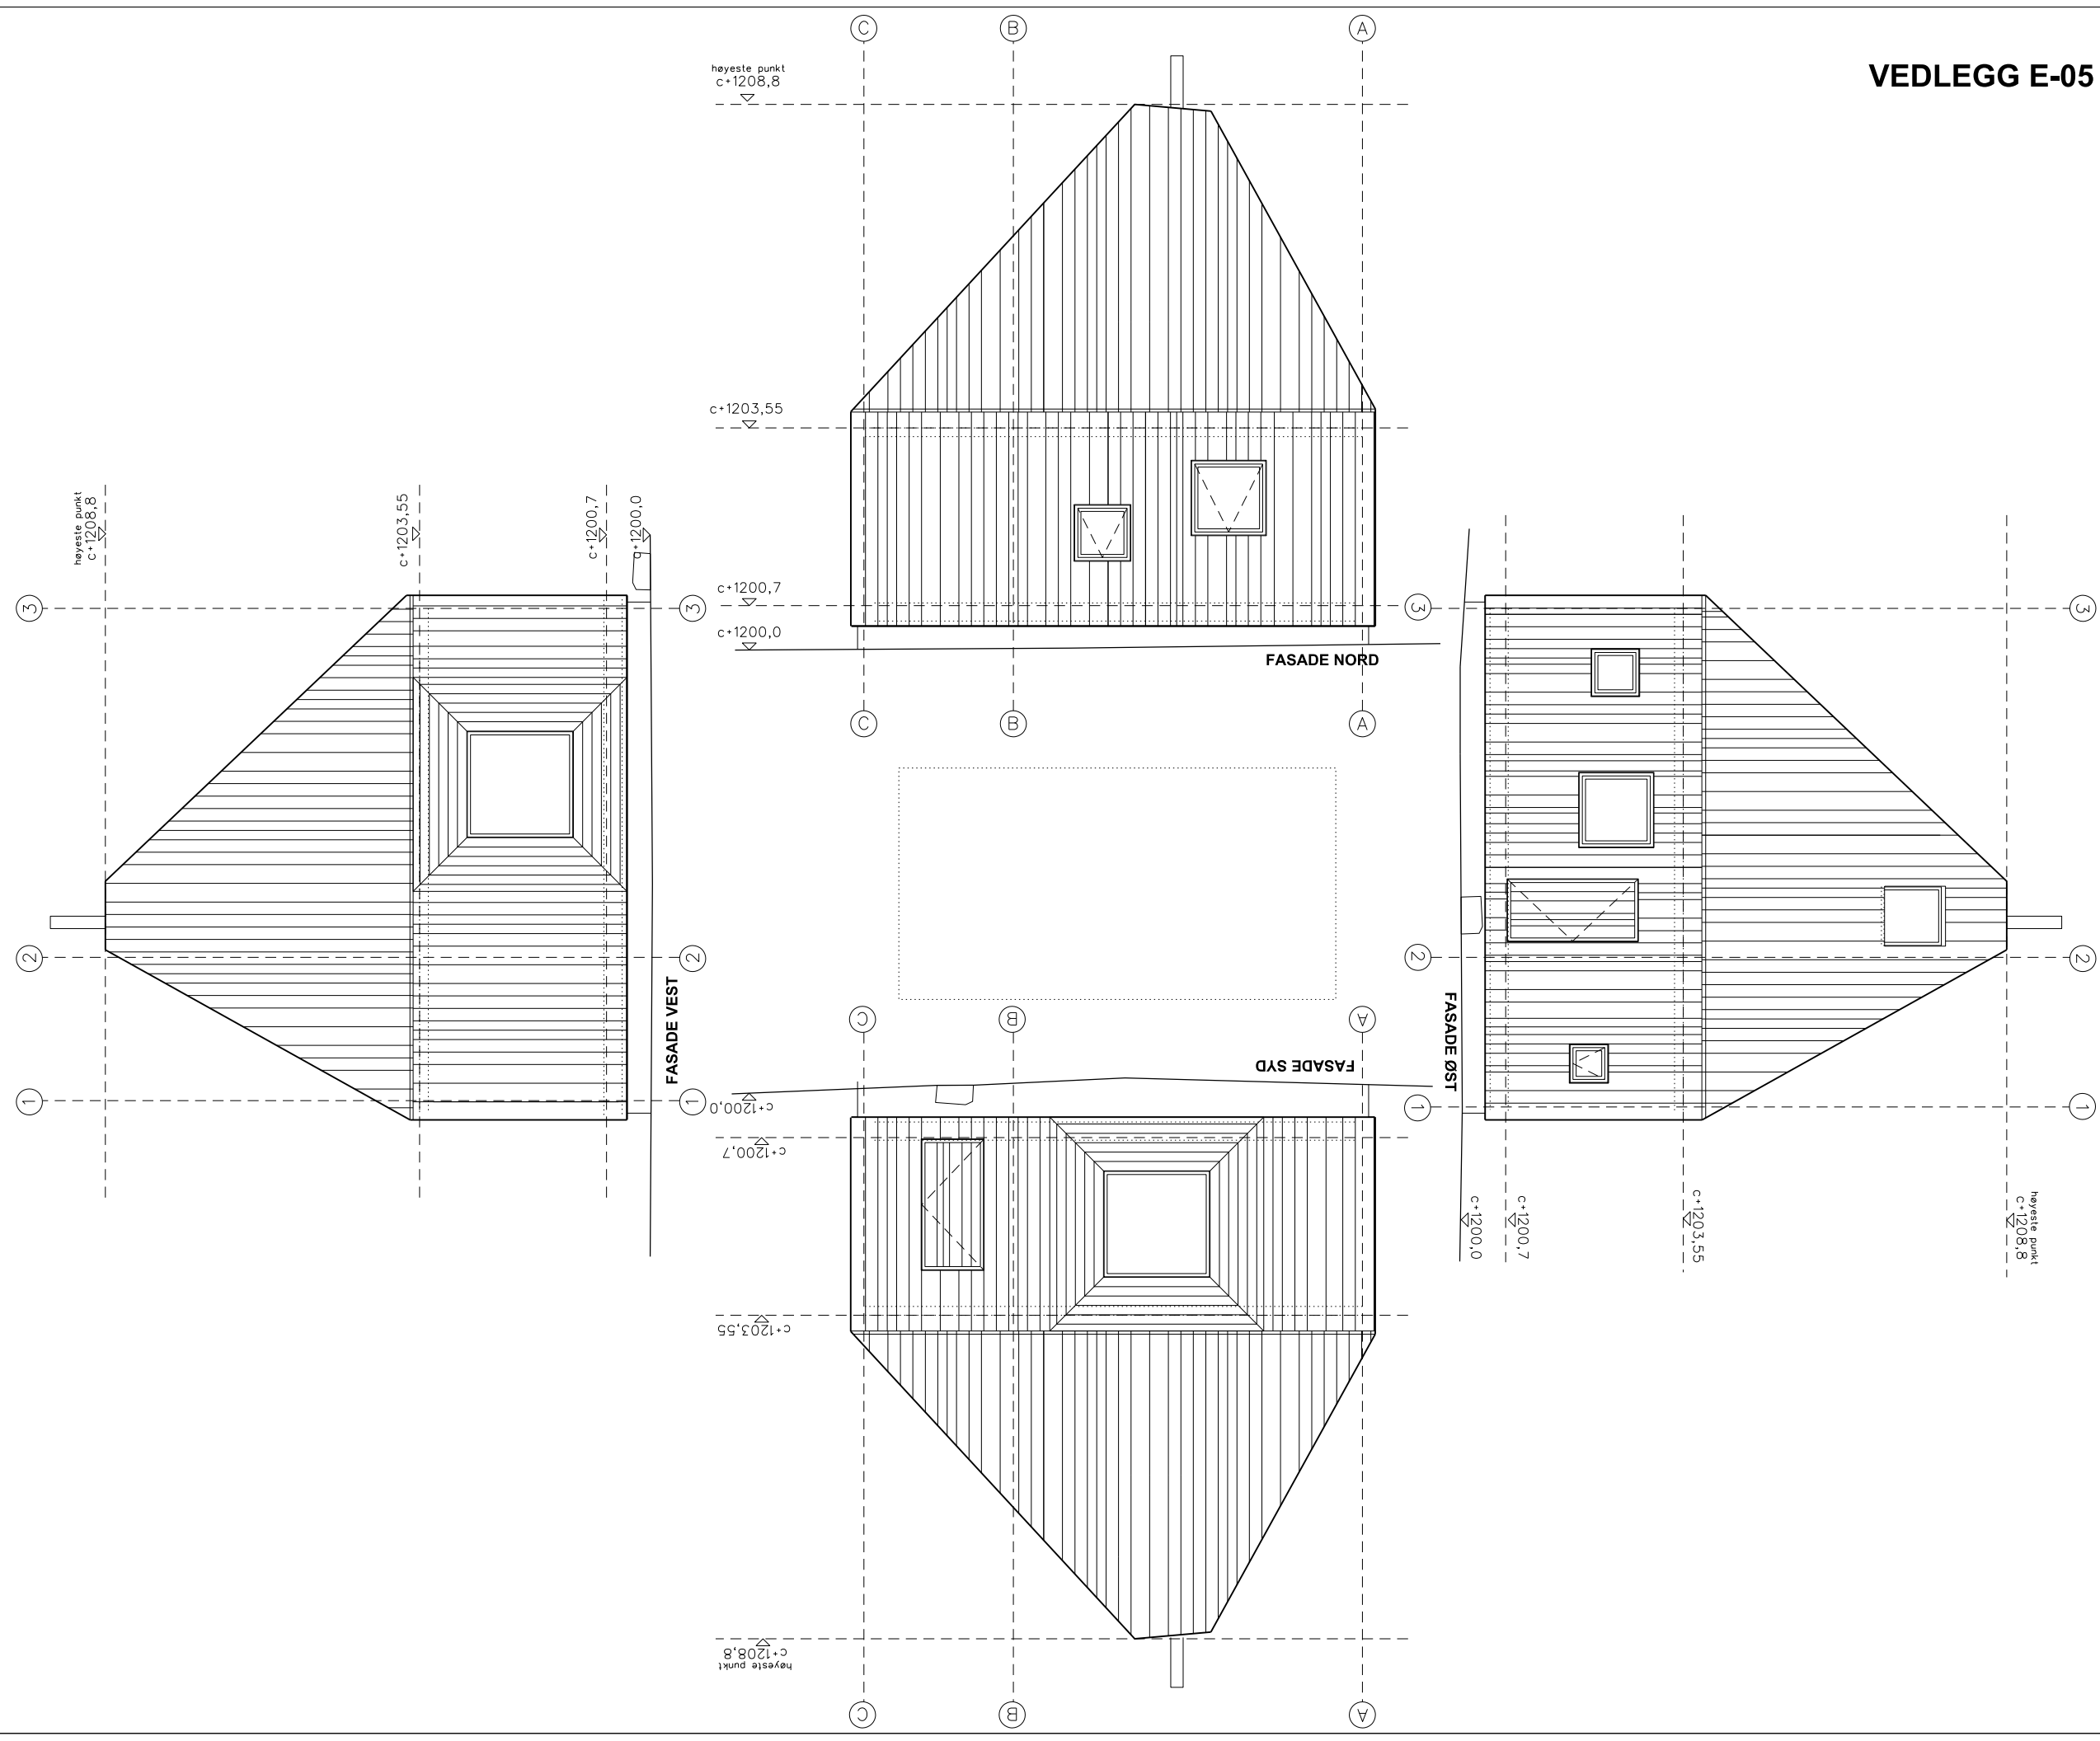 VEDLEGG E-05
C
B
A
høyeste punkt
c+1208,8
c+1203,55
c+1200,7
c+1200,0
FASADE NORD
C
B
A
høyeste punkt
c+1208,8
c+1203,55
c+1200,7
c+1200,0
3
3
2
2
1
1
FASADE VEST
3
3
2
2
1
1
FASADE ØST
c+1200,0
c+1200,7
c+1203,55
c+1208,8
høyeste punkt
C
B
A
FASADE SYD
c+1200,0
c+1200,7
c+1203,55
c+1208,8
høyeste punkt
C
B
A